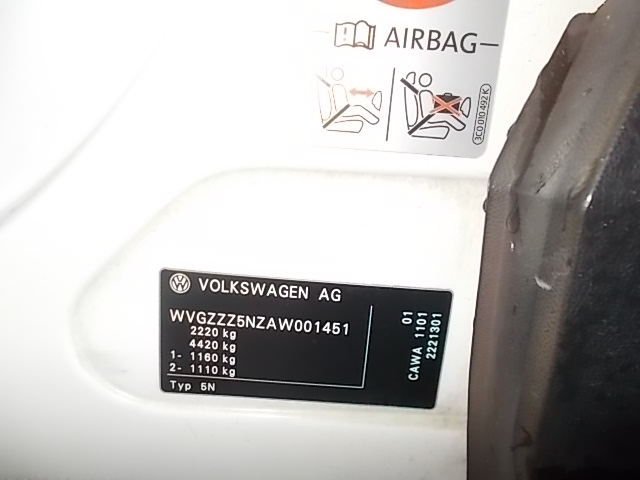 AIRBAG
3C0 010 492 K
VOLKSWAGEN AG
WVGZZZ5NZAW001451
2220 kg
4420 kg
1- 1160 kg
2- 1110 kg
Typ 5N
01
CAWA 1101
2221301